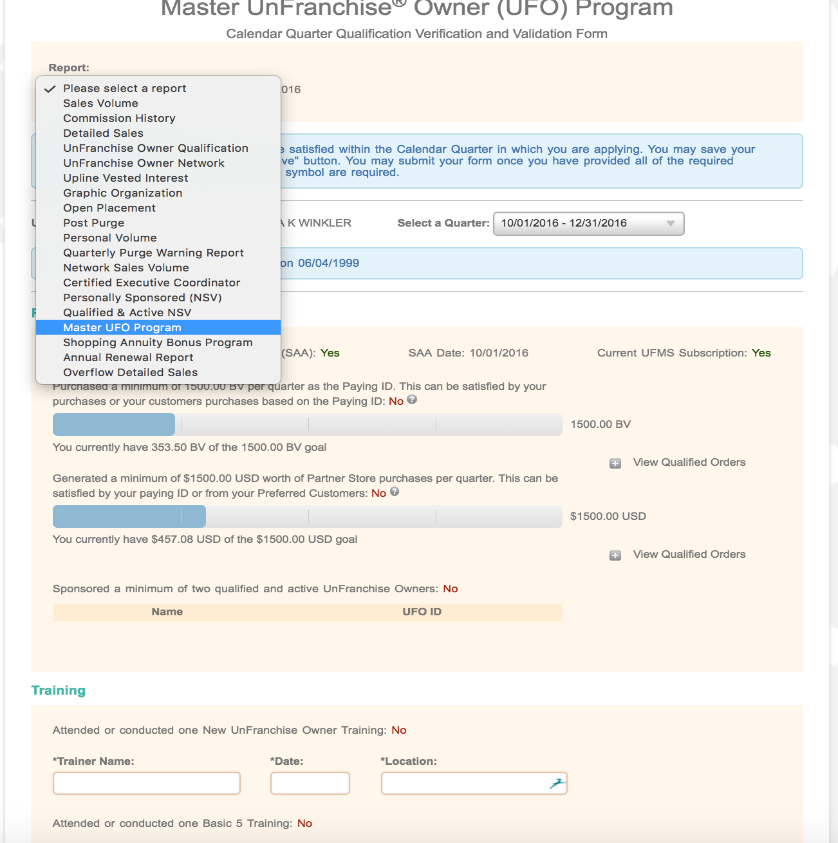 Master UnFranchise® Owner (UFO) Program
Calendar Quarter Qualification Verification and Validation Form
Report:
Please select a report
016
Sales Volume
Commission History
Detailed Sales
UnFranchise Owner Qualification
satisfied within the Calendar Quarter in which you are applying. You may save your
UnFranchise Owner Network
ve" button. You may submit your form once you have provided all of the required
Upline Vested Interest
symbol are required.
Graphic Organization
Open Placement
Post Purge
A K WINKLER
Select a Quarter:
10/01/2016 - 12/31/2016
Personal Volume
Quarterly Purge Warning Report
Network Sales Volume
on 06/04/1999
Certified Executive Coordinator
Personally Sponsored (NSV)
Qualified & Active NSV
Master UFO Program
Shopping Annuity Bonus Program
Annual Renewal Report
Overflow Detailed Sales
(SAA): Yes
SAA Date: 10/01/2016
Current UFMS Subscription: Yes
Purchased a minimum of 1500.00 BV per quarter as the Paying ID. This can be satisfied by your
purchases or your customers purchases based on the Paying ID: No
1500.00 BV
You currently have 353.50 BV of the 1500.00 BV goal
View Qualified Orders
Generated a minimum of $1500.00 USD worth of Partner Store purchases per quarter. This can be
satisfied by your paying ID or from your Preferred Customers: No
$1500.00 USD
You currently have $457.08 USD of the $1500.00 USD goal
View Qualified Orders
Sponsored a minimum of two qualified and active UnFranchise Owners: No
Name
UFO ID
Training
Attended or conducted one New UnFranchise Owner Training: No
*Trainer Name:
*Date:
*Location:
Attended or conducted one Basic 5 Training: No